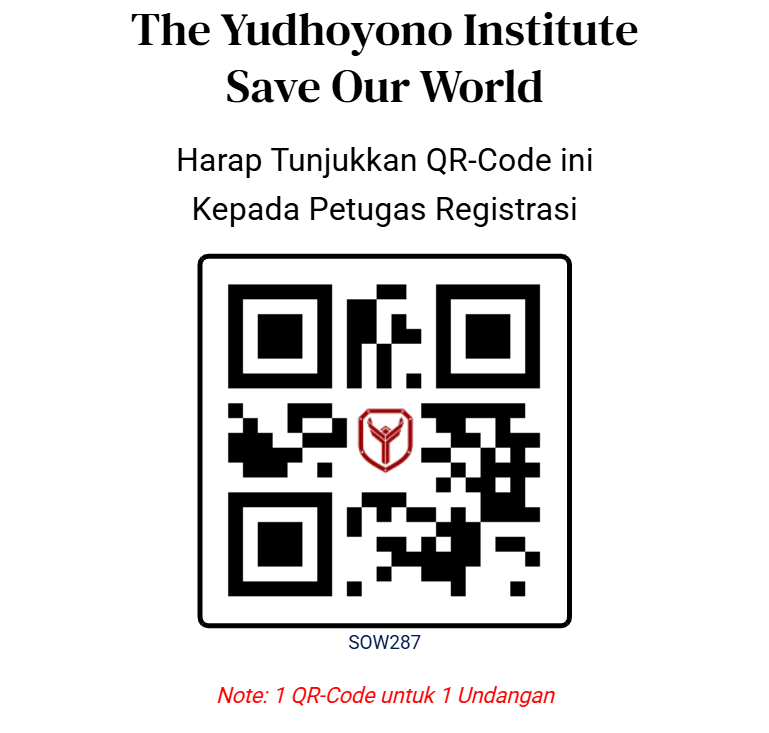 The Yudhoyono Institute
Save Our World
Harap Tunjukkan QR-Code ini
Kepada Petugas Registrasi
SOW287
Note: 1 QR-Code untuk 1 Undangan